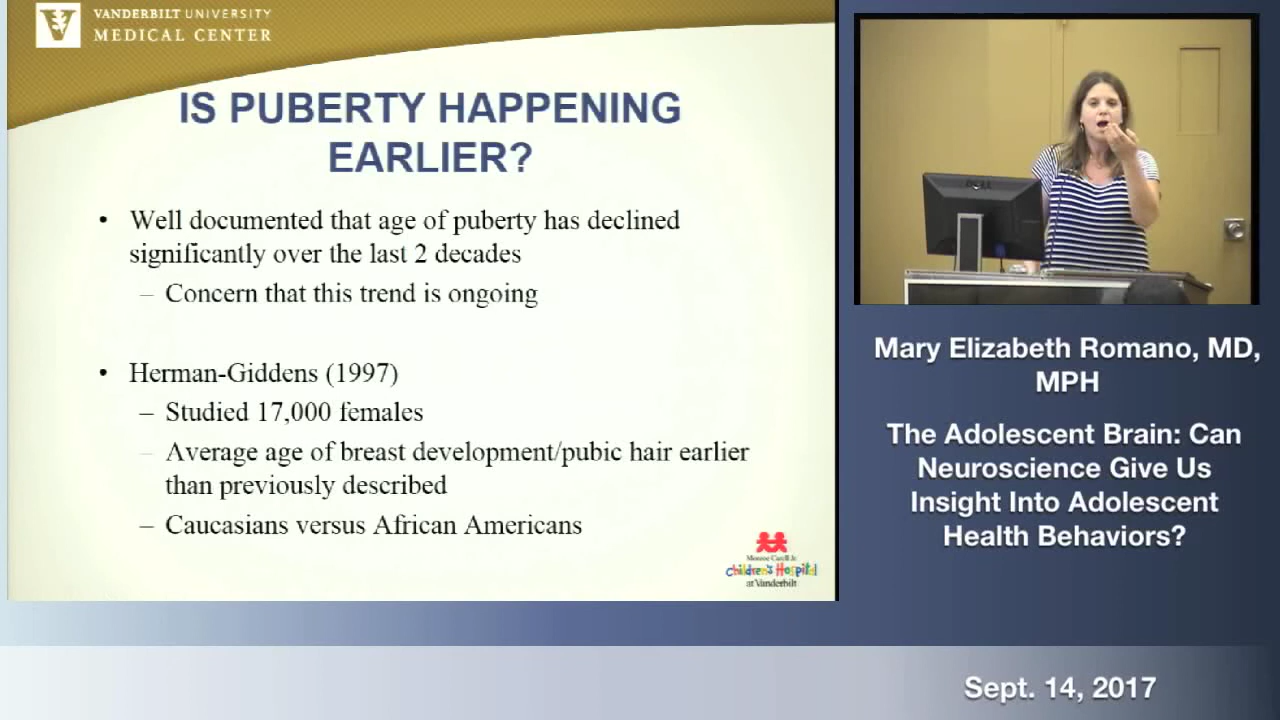 VANDERBILT UNIVERSITY
MEDICAL CENTER
IS PUBERTY HAPPENING
EARLIER?
• Well documented that age of puberty has declined
significantly over the last 2 decades
– Concern that this trend is ongoing
• Herman-Giddens (1997)
– Studied 17,000 females
– Average age of breast development/pubic hair earlier
than previously described
– Caucasians versus African Americans
Monroe Carell Jr.
Children's Hospital
at Vanderbilt
DELL
Mary Elizabeth Romano, MD,
MPH
The Adolescent Brain: Can
Neuroscience Give Us
Insight Into Adolescent
Health Behaviors?
Sept. 14, 2017